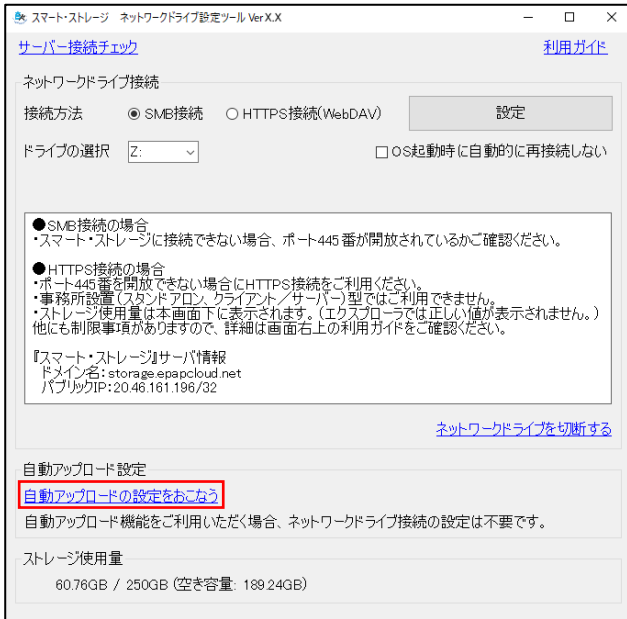 スマート・ストレージ ネットワークドライブ設定ツール Ver X.X
サーバー接続チェック 利用ガイド
ネットワークドライブ接続
接続方法 SMB接続 HTTPS接続(WebDAV) 設定
ドライブの選択 Z: OS起動時に自動的に再接続しない
●SMB接続の場合
・スマート・ストレージに接続できない場合、ポート445番が開放されているかご確認ください。
●HTTPS接続の場合
・ポート445番を開放できない場合にHTTPS接続をご利用ください。
・事務所設置(スタンドアロン、クライアント／サーバー)型ではご利用できません。
・ストレージ使用量は本画面下に表示されます。(エクスプローラでは正しい値が表示されません。)
他にも制限事項がありますので、詳細は画面右上の利用ガイドをご確認ください。
『スマート・ストレージ』サーバ情報
ドメイン名：storage.epapcloud.net
パブリックIP：20.46.161.196/32
ネットワークドライブを切断する
自動アップロード設定
自動アップロードの設定をおこなう
自動アップロード機能をご利用いただく場合、ネットワークドライブ接続の設定は不要です。
ストレージ使用量
60.76GB / 250GB (空き容量: 189.24GB)